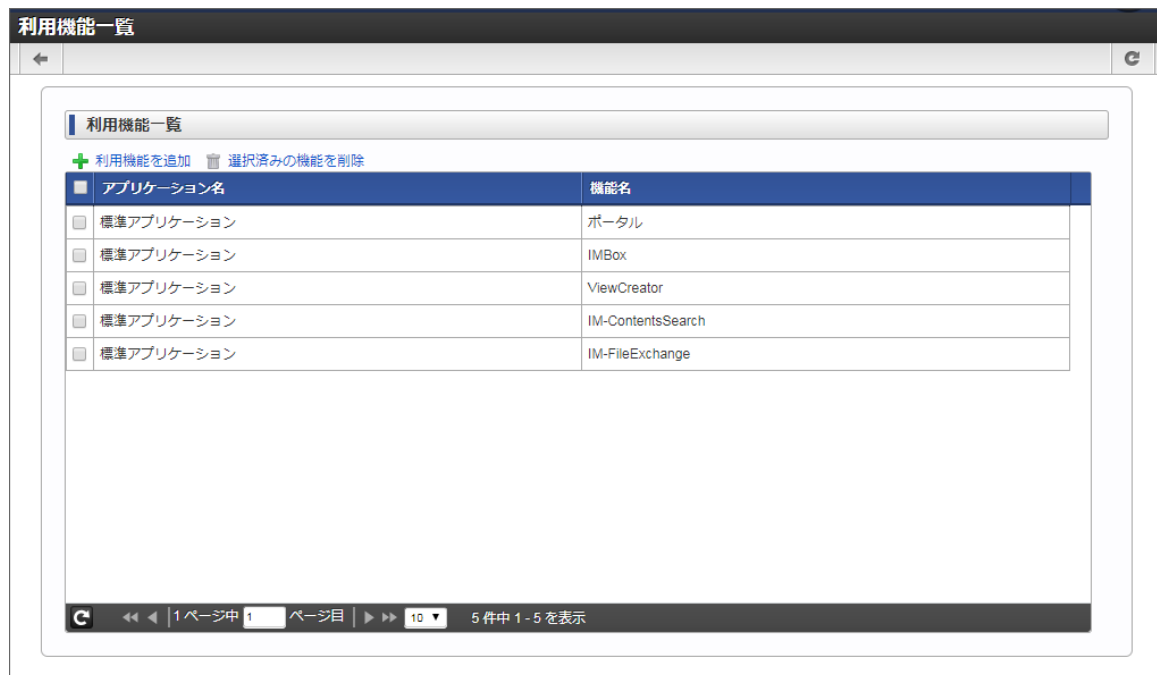 利用機能一覧
利用機能一覧
利用機能を追加 選択済みの機能を削除
アプリケーション名 機能名
標準アプリケーション ポータル
標準アプリケーション IMBox
標準アプリケーション ViewCreator
標準アプリケーション IM-ContentsSearch
標準アプリケーション IM-FileExchange
1 ページ中 1 ページ目 10 5 件中 1 - 5 を表示